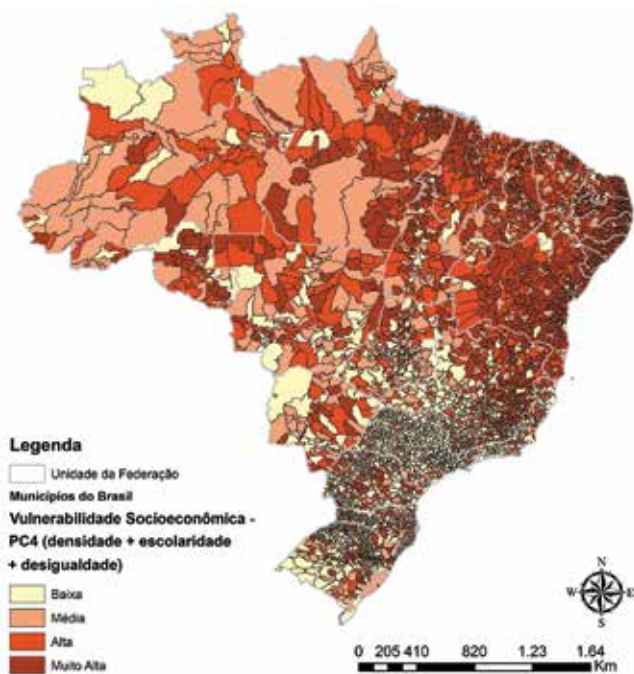 Legenda
Unidade da Federação
Municípios do Brasil
Vulnerabilidade Socioeconômica -
PC4 (densidade + escolaridade
+ desigualdade)
Baixa
Média
Alta
Muito Alta
N
W E
S
0 205 410 820 1.23 1.64
Km